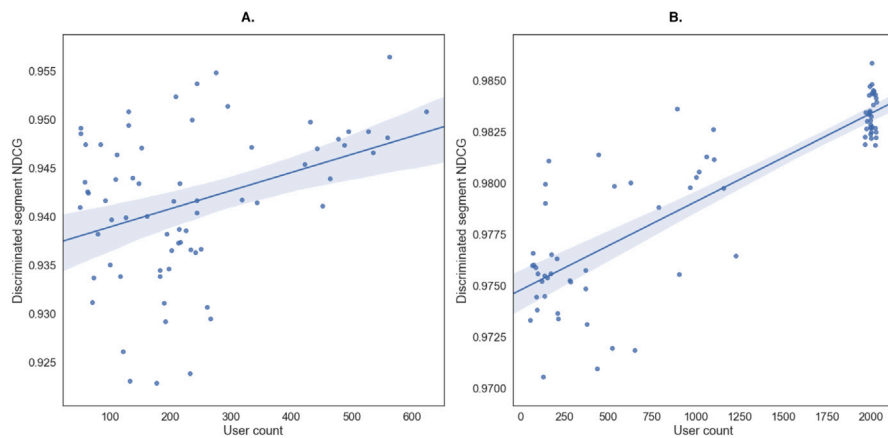 A.
B.
0.955
0.950
0.945
0.940
0.935
0.930
0.925
Discriminated segment NDCG
100 200 300 400 500 600
User count
0.9850
0.9825
0.9800
0.9775
0.9750
0.9725
0.9700
Discriminated segment NDCG
0 250 500 750 1000 1250 1500 1750 2000
User count